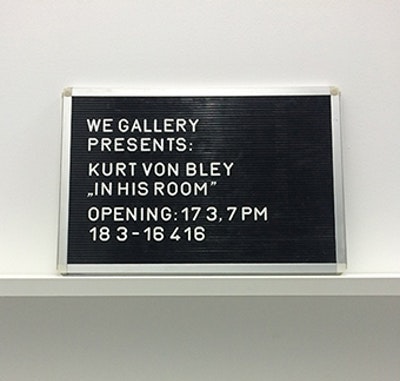 WE GALLERY
PRESENTS:
KURT VON BLEY
„IN HIS ROOM”
OPENING: 17 3, 7 PM
18 3 - 16 4 16